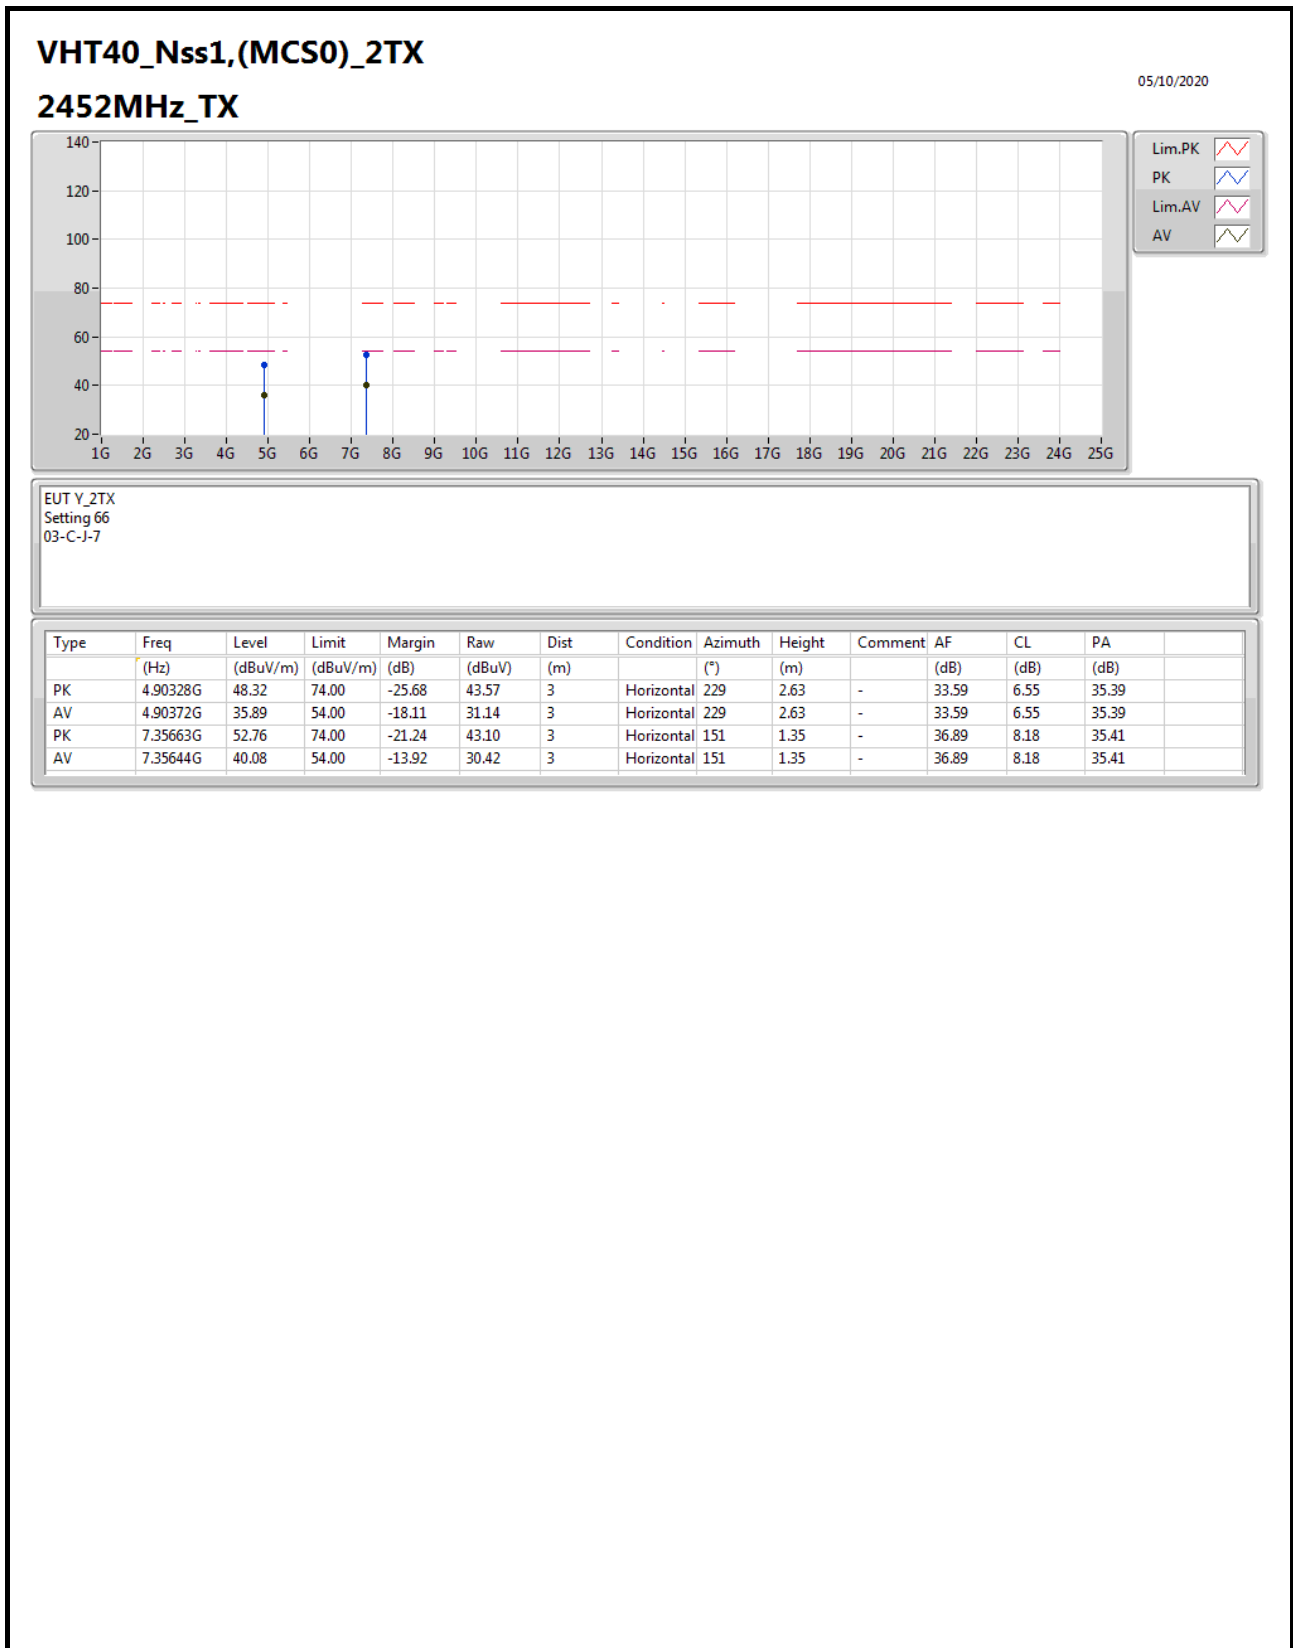 VHT40_Nss1,(MCS0)_2TX
05/10/2020
2452MHz_TX
140
120
100
80
60
40
20
1G 2G 3G 4G 5G 6G 7G 8G 9G 10G 11G 12G 13G 14G 15G 16G 17G 18G 19G 20G 21G 22G 23G 24G 25G
Lim.PK
PK
Lim.AV
AV
EUT Y_2TX
Setting 66
03-C-J-7
Type Freq Level Limit Margin Raw Dist Condition Azimuth Height Comment AF CL PA
(Hz) (dBuV/m) (dBuV/m) (dB) (dBuV) (m) (°) (m) (dB) (dB) (dB)
PK 4.90328G 48.32 74.00 -25.68 43.57 3 Horizontal 229 2.63 - 33.59 6.55 35.39
AV 4.90372G 35.89 54.00 -18.11 31.14 3 Horizontal 229 2.63 - 33.59 6.55 35.39
PK 7.35663G 52.76 74.00 -21.24 43.10 3 Horizontal 151 1.35 - 36.89 8.18 35.41
AV 7.35644G 40.08 54.00 -13.92 30.42 3 Horizontal 151 1.35 - 36.89 8.18 35.41